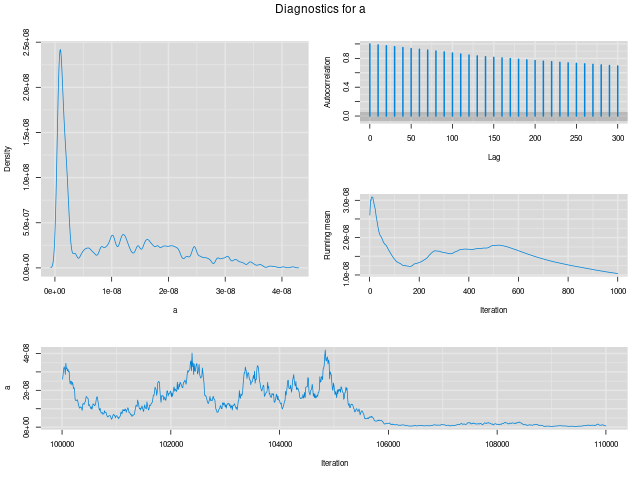 Diagnostics for a
Density
0.0e+00 5.0e+07 1.0e+08 1.5e+08 2.0e+08 2.5e+08
0e+00 1e-08 2e-08 3e-08 4e-08
a
Autocorrelation
0.0 0.4 0.8
0 50 100 150 200 250 300
Lag
Running mean
1.0e-08 2.0e-08 3.0e-08
0 200 400 600 800 1000
Iteration
a
0e+00 2e-08 4e-08
100000 102000 104000 106000 108000 110000
Iteration